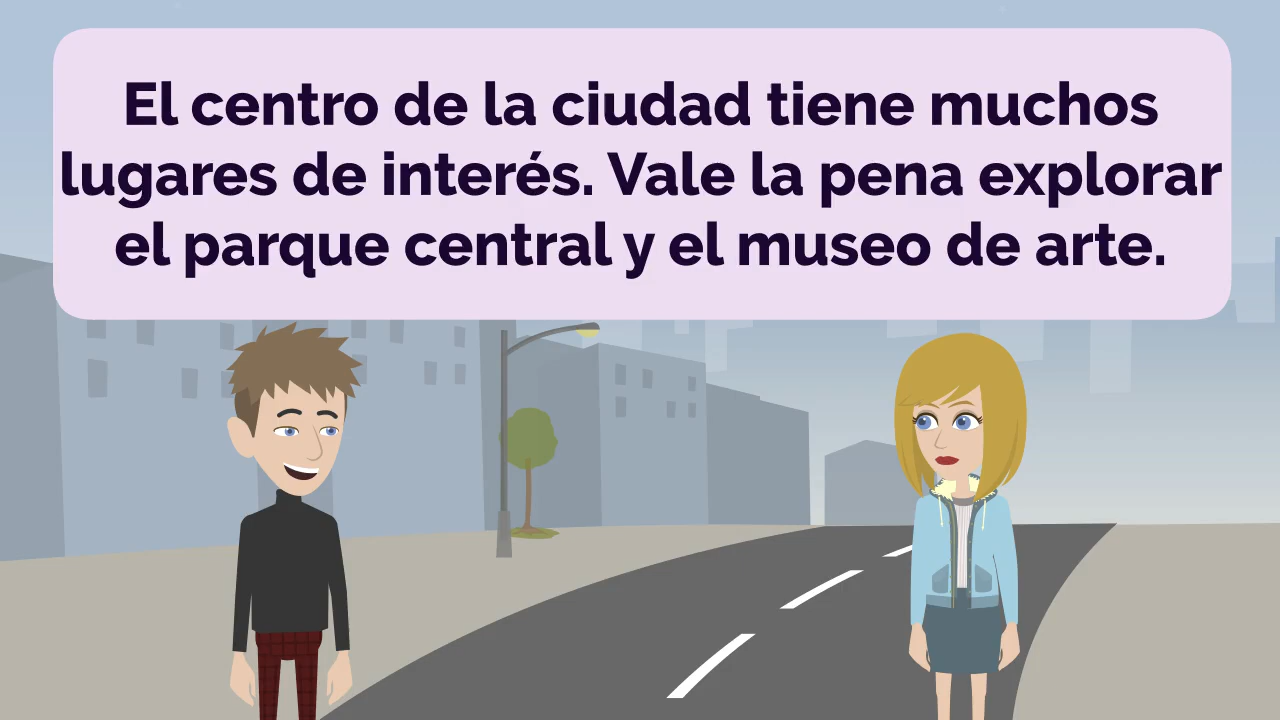 El centro de la ciudad tiene muchos
lugares de interés. Vale la pena explorar
el parque central y el museo de arte.